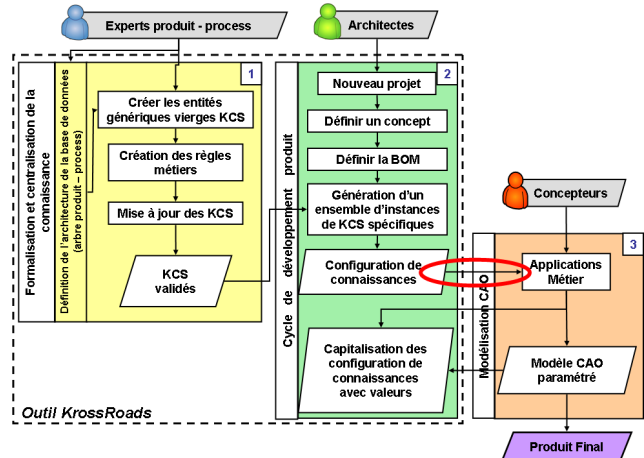 Experts produit - process
Architectes
1
2
Formalisation et centralisation de la
connaissance
Définition de l'architecture de la base de données
(arbre produit – process)
Créer les entités
génériques vierges KCS
Création des règles
métiers
Mise à jour des KCS
KCS
validés
Outil KrossRoads
Cycle de développement produit
Nouveau projet
Définir un concept
Définir la BOM
Génération d'un
ensemble d'instances
de KCS spécifiques
Configuration de
connaissances
Capitalisation des
configuration de
connaissances
avec valeurs
Concepteurs
3
Modélisation CAO
Applications
Métier
Modèle CAO
paramétré
Produit Final